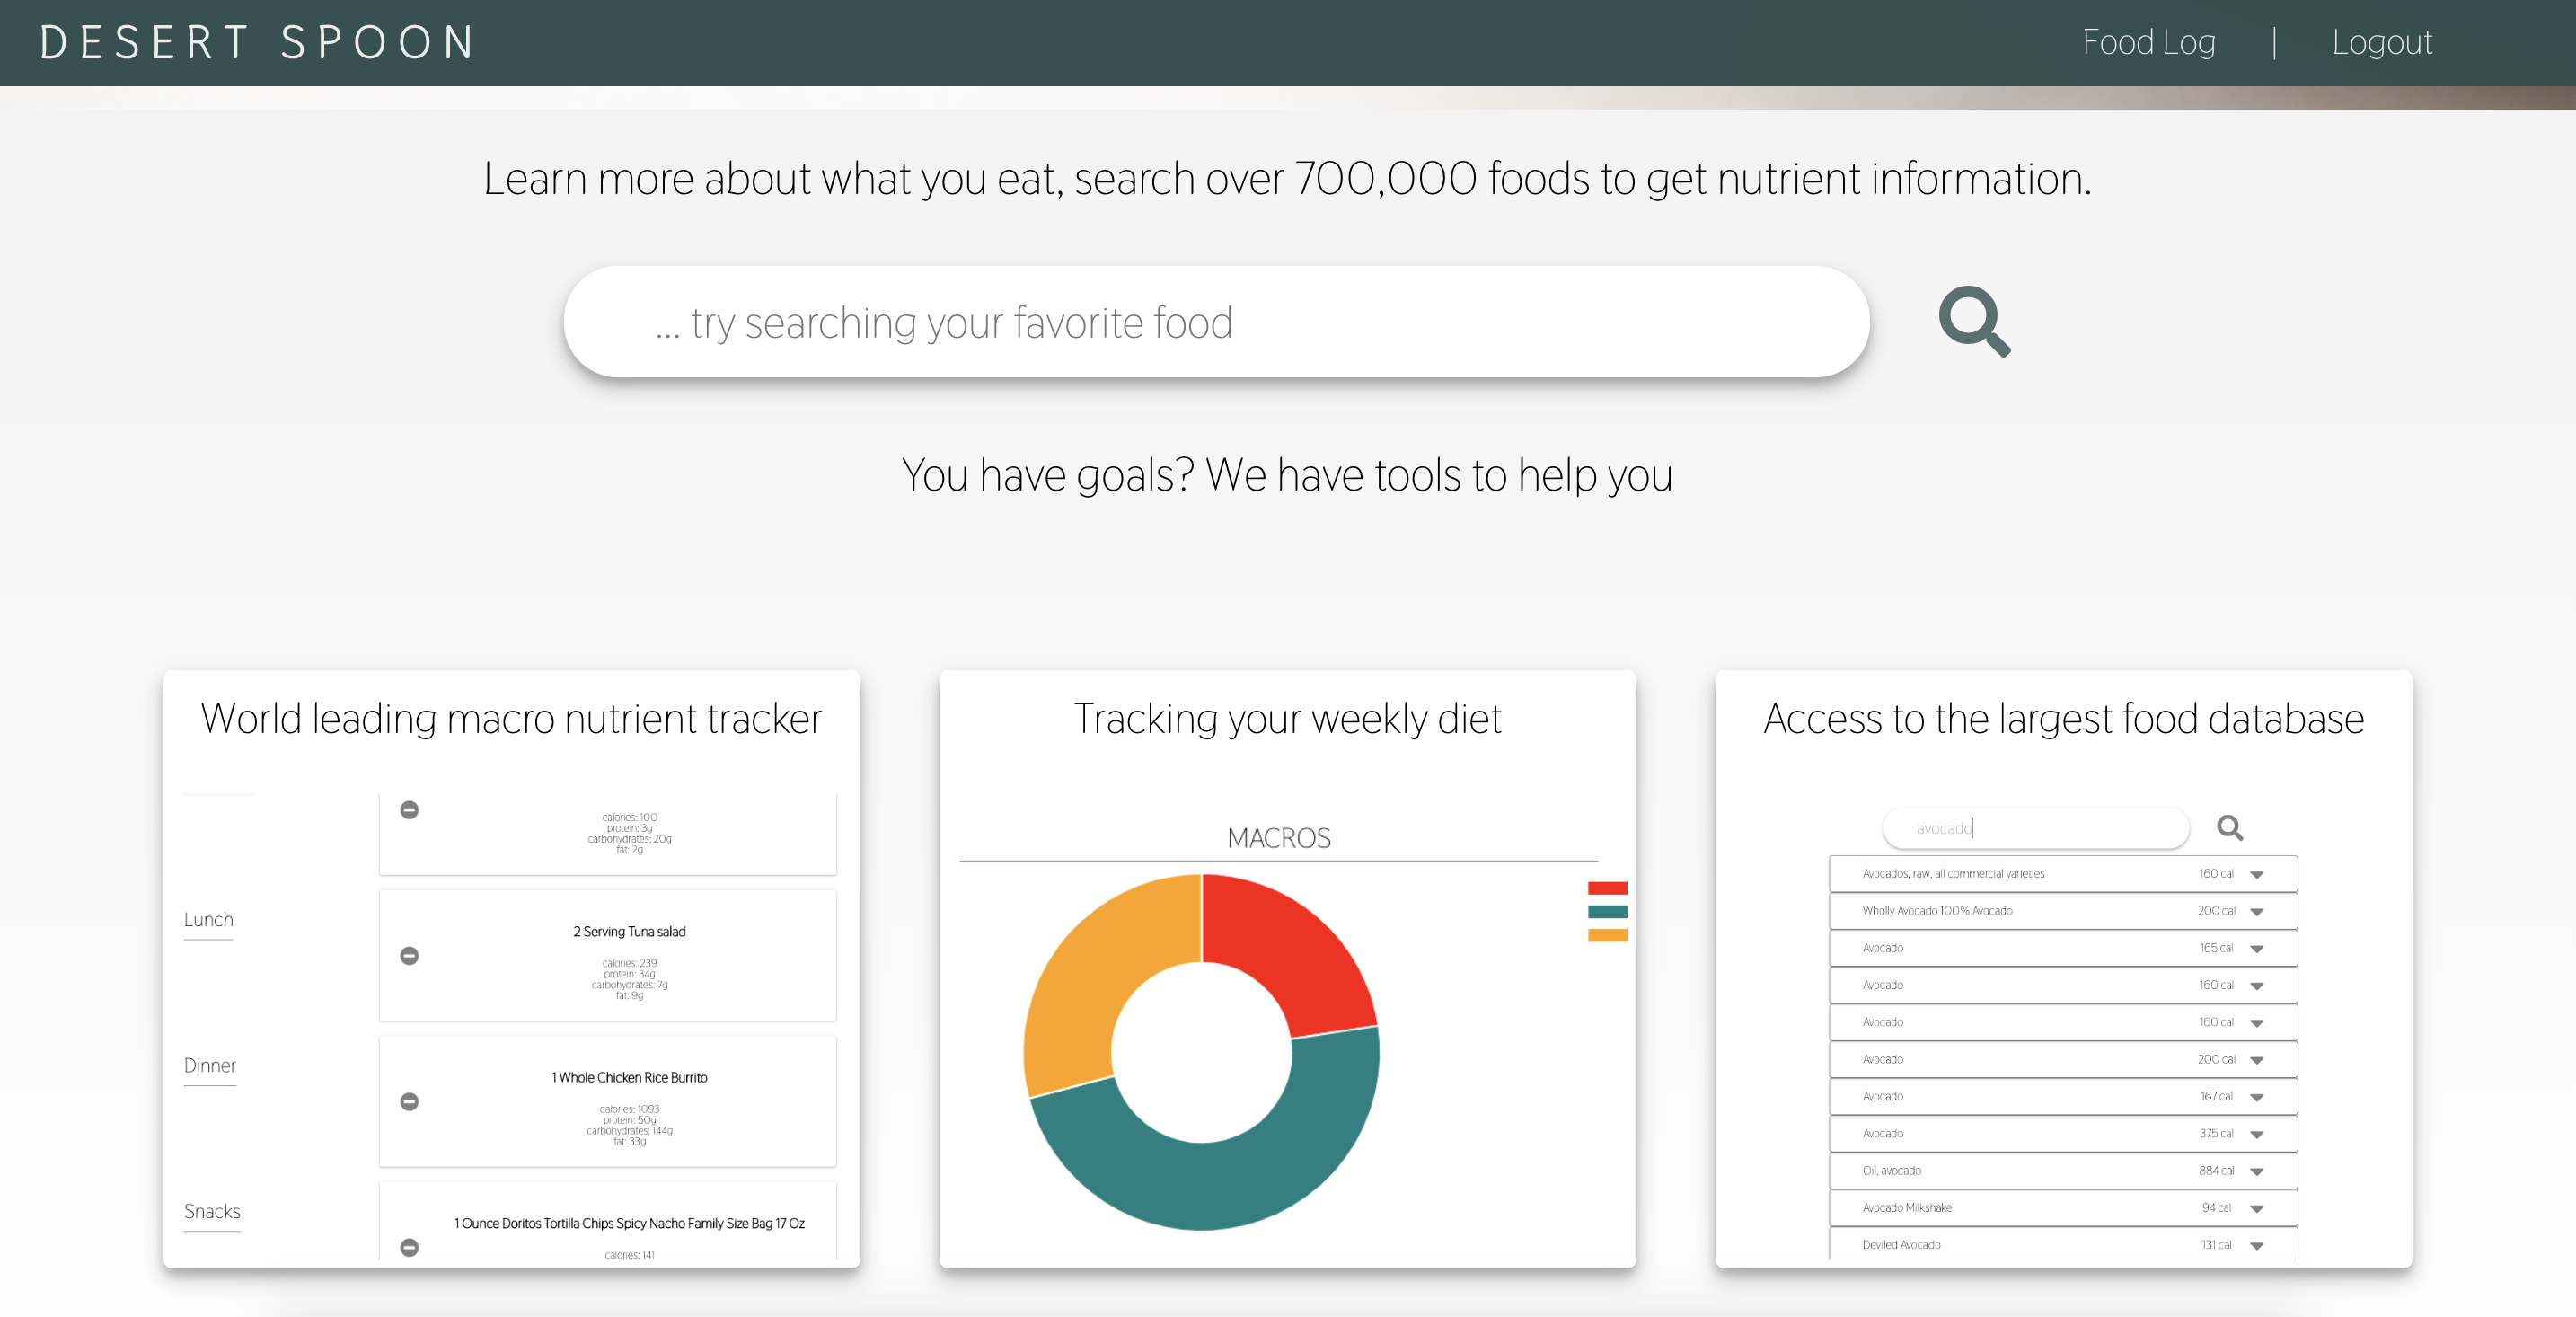 DESERT SPOON
Food Log | Logout
Learn more about what you eat, search over 700,000 foods to get nutrient information.
... try searching your favorite food
You have goals? We have tools to help you
World leading macro nutrient tracker
calories: 100
protein: 3g
carbohydrates: 20g
fat: 2g
Lunch
2 Serving Tuna salad
calories: 239
protein: 34g
carbohydrates: 7g
fat: 9g
Dinner
1 Whole Chicken Rice Burrito
calories: 1093
protein: 50g
carbohydrates: 144g
fat: 33g
Snacks
1 Ounce Doritos Tortilla Chips Spicy Nacho Family Size Bag 17 Oz
calories: 141
Tracking your weekly diet
MACROS
Access to the largest food database
avocado
Avocados, raw, all commercial varieties 160 cal
Wholly Avocado 100% Avocado 200 cal
Avocado 165 cal
Avocado 160 cal
Avocado 160 cal
Avocado 200 cal
Avocado 167 cal
Avocado 375 cal
Oil, avocado 884 cal
Avocado Milkshake 94 cal
Deviled Avocado 131 cal